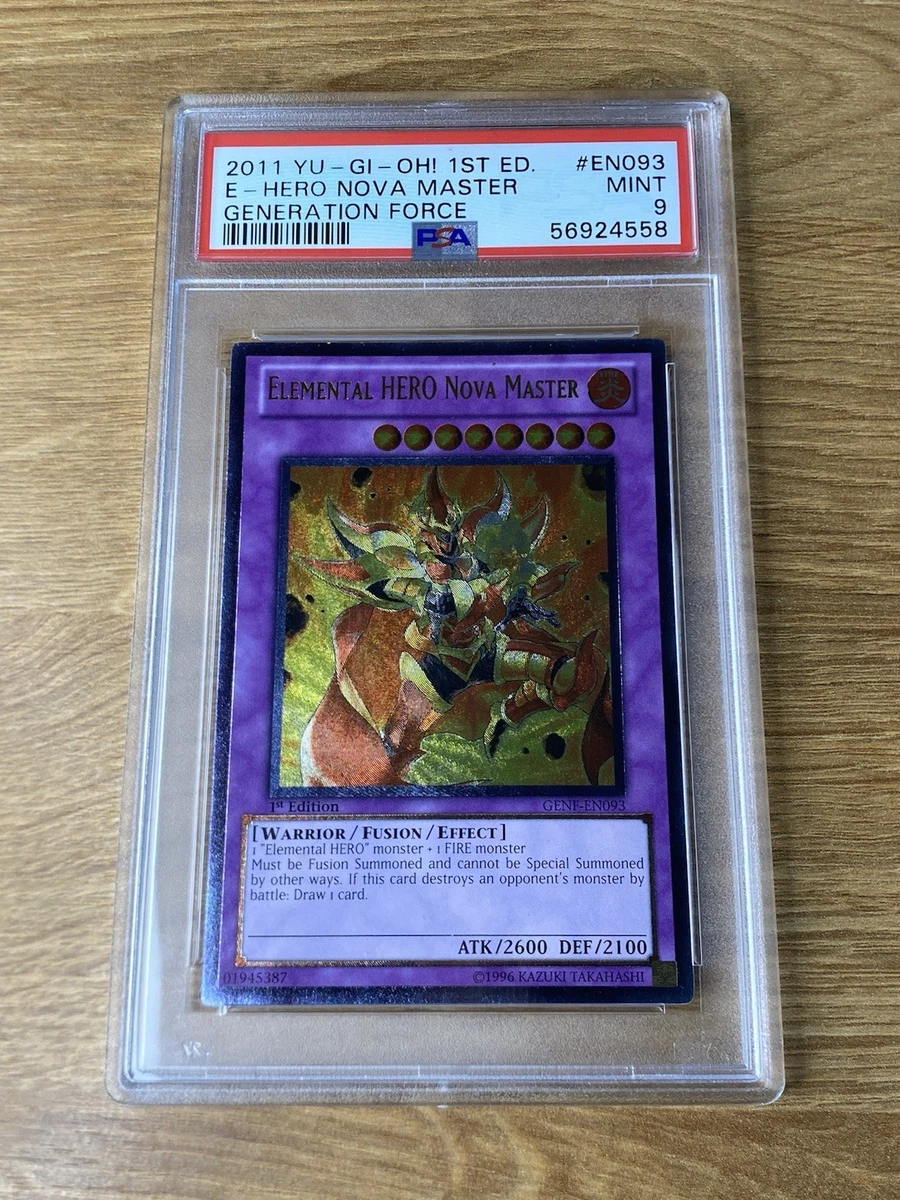 2011 YU-GI-OH! 1ST ED. #EN093
E-HERO NOVA MASTER MINT
GENERATION FORCE 9
PSA 56924558
ELEMENTAL HERO NOVA MASTER
FIRE 炎
1st Edition GENF-EN093
[WARRIOR / FUSION / EFFECT]
1 "Elemental HERO" monster + 1 FIRE monster
Must be Fusion Summoned and cannot be Special Summoned
by other ways. If this card destroys an opponent's monster by
battle: Draw 1 card.
ATK/2600 DEF/2100
01945387 ©1996 KAZUKI TAKAHASHI